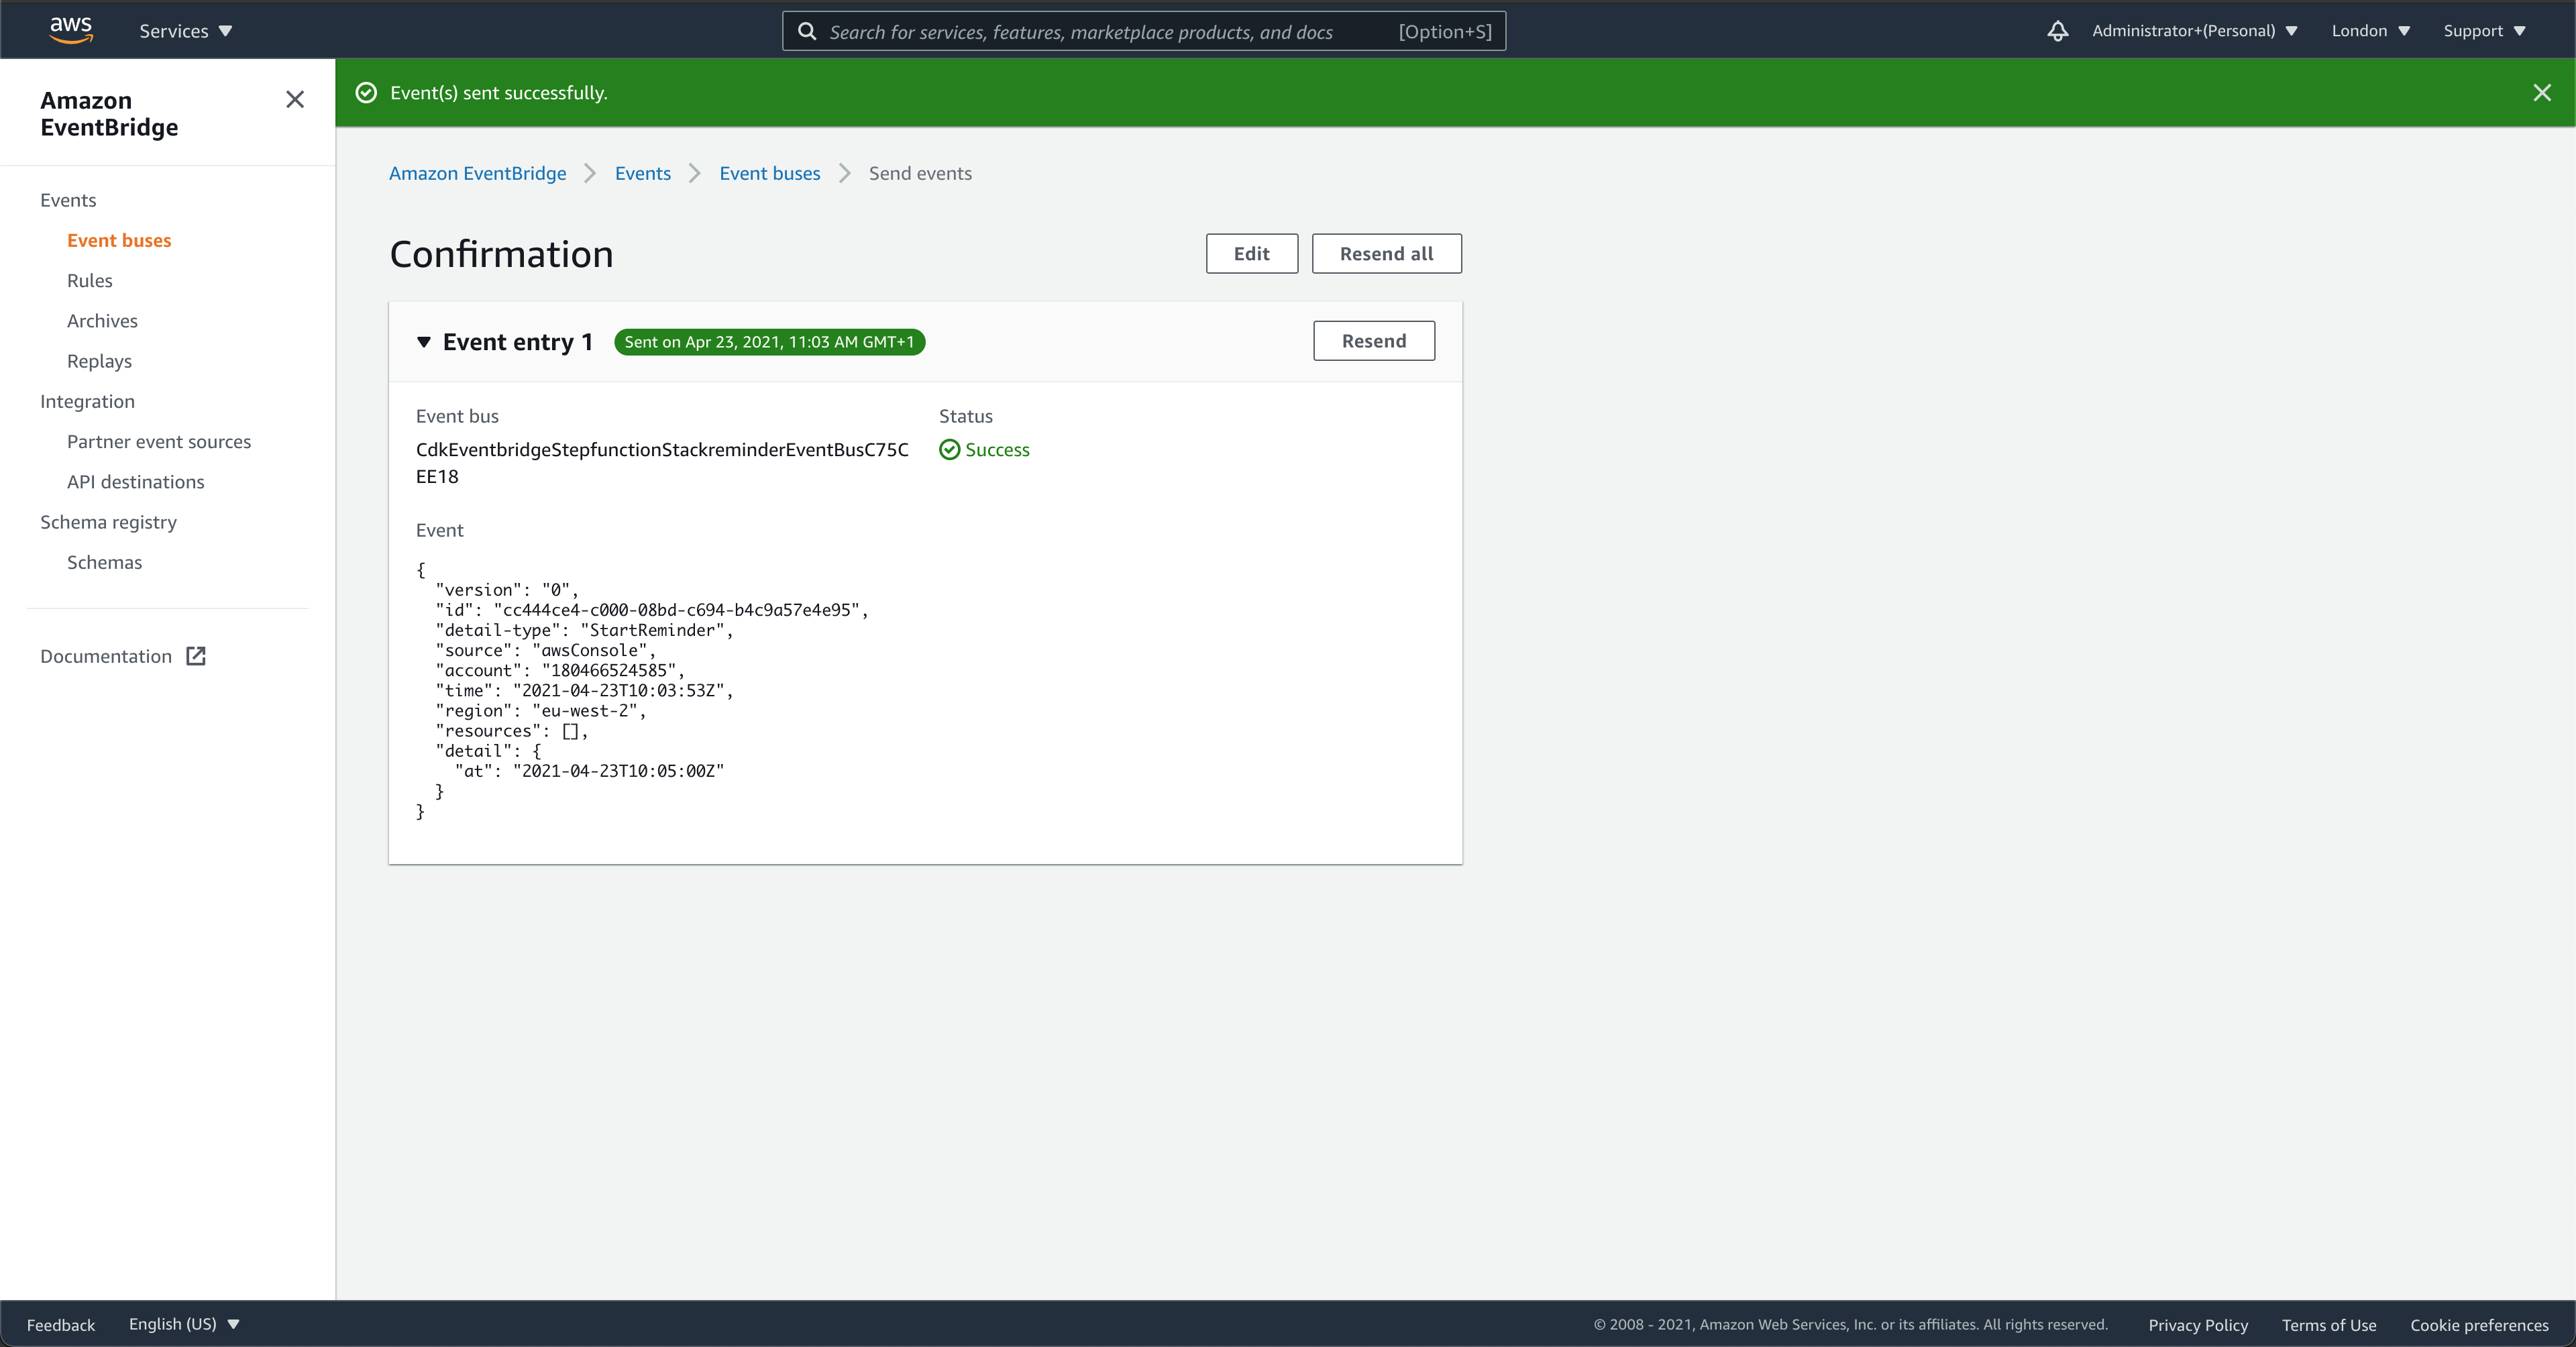 aws
Services
Search for services, features, marketplace products, and docs
[Option+S]
Administrator+(Personal)
London
Support
Amazon
EventBridge
Events
Event buses
Rules
Archives
Replays
Integration
Partner event sources
API destinations
Schema registry
Schemas
Documentation
Event(s) sent successfully.
Amazon EventBridge
Events
Event buses
Send events
Confirmation
Edit
Resend all
Event entry 1
Sent on Apr 23, 2021, 11:03 AM GMT+1
Resend
Event bus
CdkEventbridgeStepfunctionStackreminderEventBusC75C
EE18
Status
Success
Event
{
"version": "0",
"id": "cc444ce4-c000-08bd-c694-b4c9a57e4e95",
"detail-type": "StartReminder",
"source": "awsConsole",
"account": "180466524585",
"time": "2021-04-23T10:03:53Z",
"region": "eu-west-2",
"resources": [],
"detail": {
"at": "2021-04-23T10:05:00Z"
}
}
Feedback
English (US)
© 2008 - 2021, Amazon Web Services, Inc. or its affiliates. All rights reserved.
Privacy Policy
Terms of Use
Cookie preferences